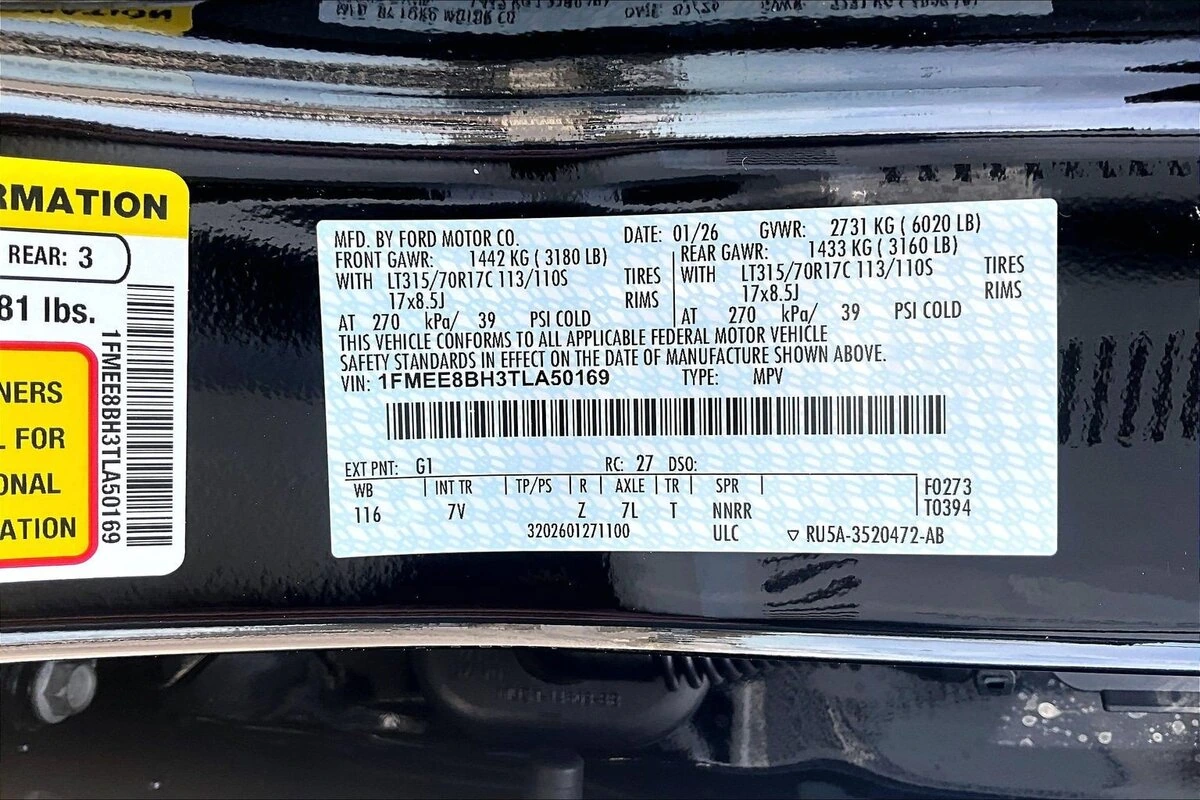 RMATION
REAR: 3
81 lbs.
NERS
L FOR
ONAL
ATION
1FMEE8BH3TLA50169
MFD. BY FORD MOTOR CO. DATE: 01/26 GVWR: 2731 KG ( 6020 LB)
FRONT GAWR: 1442 KG ( 3180 LB) REAR GAWR: 1433 KG ( 3160 LB)
WITH LT315/70R17C 113/110S TIRES WITH LT315/70R17C 113/110S TIRES
17x8.5J RIMS 17x8.5J RIMS
AT 270 kPa/ 39 PSI COLD AT 270 kPa/ 39 PSI COLD
THIS VEHICLE CONFORMS TO ALL APPLICABLE FEDERAL MOTOR VEHICLE
SAFETY STANDARDS IN EFFECT ON THE DATE OF MANUFACTURE SHOWN ABOVE.
VIN: 1FMEE8BH3TLA50169 TYPE: MPV
EXT PNT: G1 RC: 27 DSO:
WB INT TR TP/PS R AXLE TR SPR F0273
116 7V Z 7L T NNRR T0394
3202601271100 ULC ▽ RU5A-3520472-AB